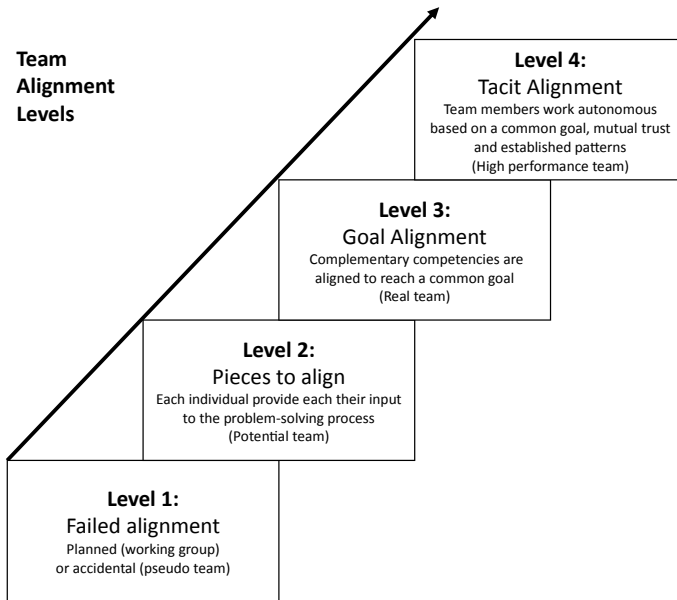 Team
Alignment
Levels
Level 4:
Tacit Alignment
Team members work autonomous
based on a common goal, mutual trust
and established patterns
(High performance team)
Level 3:
Goal Alignment
Complementary competencies are
aligned to reach a common goal
(Real team)
Level 2:
Pieces to align
Each individual provide each their input
to the problem-solving process
(Potential team)
Level 1:
Failed alignment
Planned (working group)
or accidental (pseudo team)